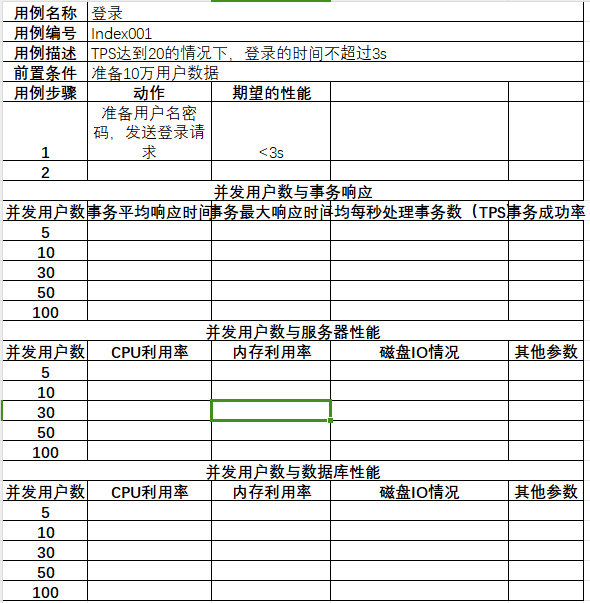 用例名称 登录
用例编号 Index001
用例描述 TPS达到20的情况下，登录的时间不超过3s
前置条件 准备10万用户数据
用例步骤 动作 期望的性能
1 准备用户名密
码，发送登录请
求 <3s
2
并发用户数与事务响应
并发用户数 事务平均响应时间 事务最大响应时间 均每秒处理事务数（TPS 事务成功率
5
10
30
50
100
并发用户数与服务器性能
并发用户数 CPU利用率 内存利用率 磁盘IO情况 其他参数
5
10
30
50
100
并发用户数与数据库性能
并发用户数 CPU利用率 内存利用率 磁盘IO情况 其他参数
5
10
30
50
100